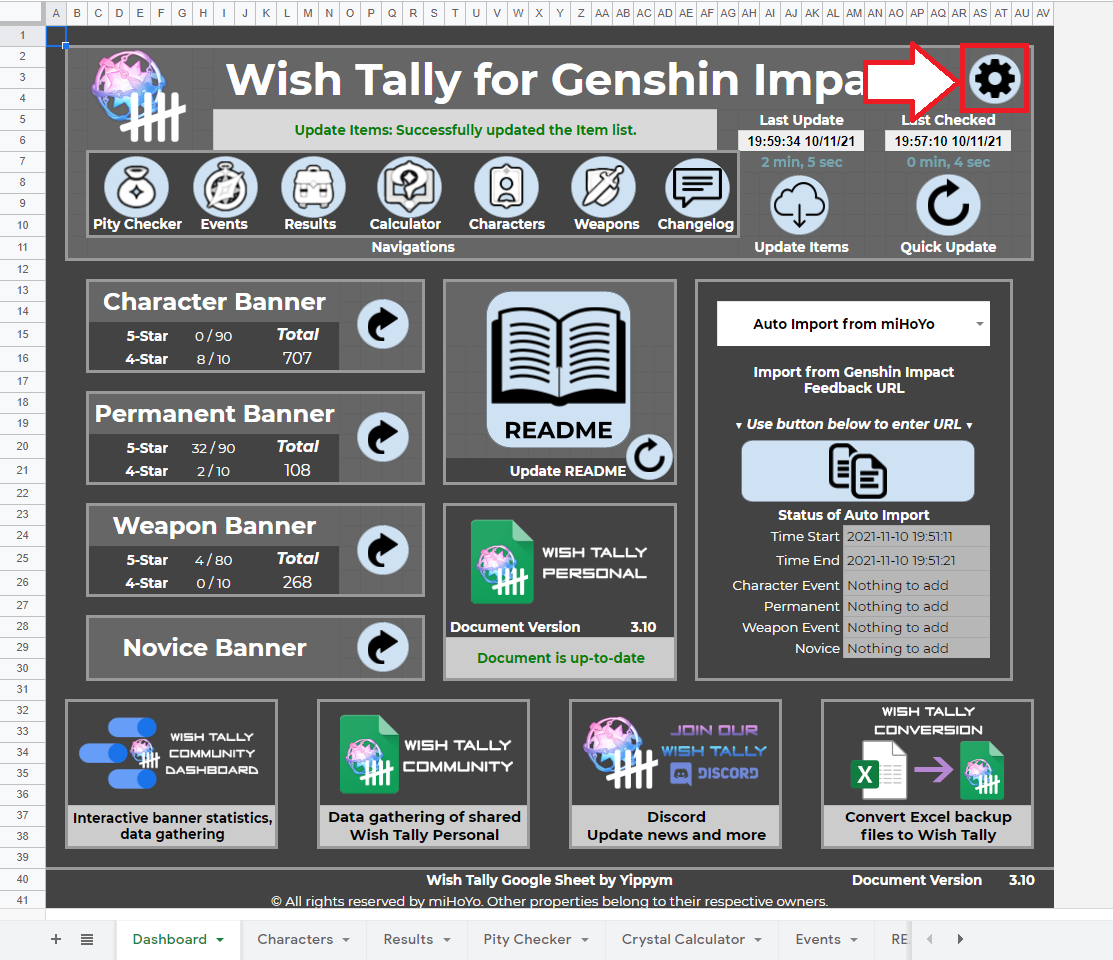 A B C D E F G H I J K L M N O P Q R S T U V W X Y Z AA AB AC AD AE AF AG AH AI AJ AK AL AM AN AO AP AQ AR AS AT AU AV
1
2
3
4
5
6
7
8
9
10
11
12
13
14
15
16
17
18
19
20
21
22
23
24
25
26
27
28
29
30
31
32
33
34
35
36
37
38
39
40
41
Wish Tally for Genshin Impa
Update Items: Successfully updated the Item list.
Last Update
Last Checked
19:59:34 10/11/21
19:57:10 10/11/21
2 min, 5 sec
0 min, 4 sec
Pity Checker
Events
Results
Calculator
Characters
Weapons
Changelog
Navigations
Update Items
Quick Update
Character Banner
5-Star 0 / 90 Total
4-Star 8 / 10 707
Permanent Banner
5-Star 32 / 90 Total
4-Star 2 / 10 108
Weapon Banner
5-Star 4 / 80 Total
4-Star 0 / 10 268
Novice Banner
README
Update README
WISH TALLY
PERSONAL
Document Version 3.10
Document is up-to-date
Auto Import from miHoYo
Import from Genshin Impact
Feedback URL
▼ Use button below to enter URL ▼
Status of Auto Import
Time Start 2021-11-10 19:51:11
Time End 2021-11-10 19:51:21
Character Event Nothing to add
Permanent Nothing to add
Weapon Event Nothing to add
Novice Nothing to add
WISH TALLY
COMMUNITY
DASHBOARD
Interactive banner statistics,
data gathering
WISH TALLY
COMMUNITY
Data gathering of shared
Wish Tally Personal
JOIN OUR
WISH TALLY
DISCORD
Discord
Update news and more
WISH TALLY
CONVERSION
X
Convert Excel backup
files to Wish Tally
Wish Tally Google Sheet by Yippym
Document Version 3.10
© All rights reserved by miHoYo. Other properties belong to their respective owners.
Dashboard
Characters
Results
Pity Checker
Crystal Calculator
Events
RE